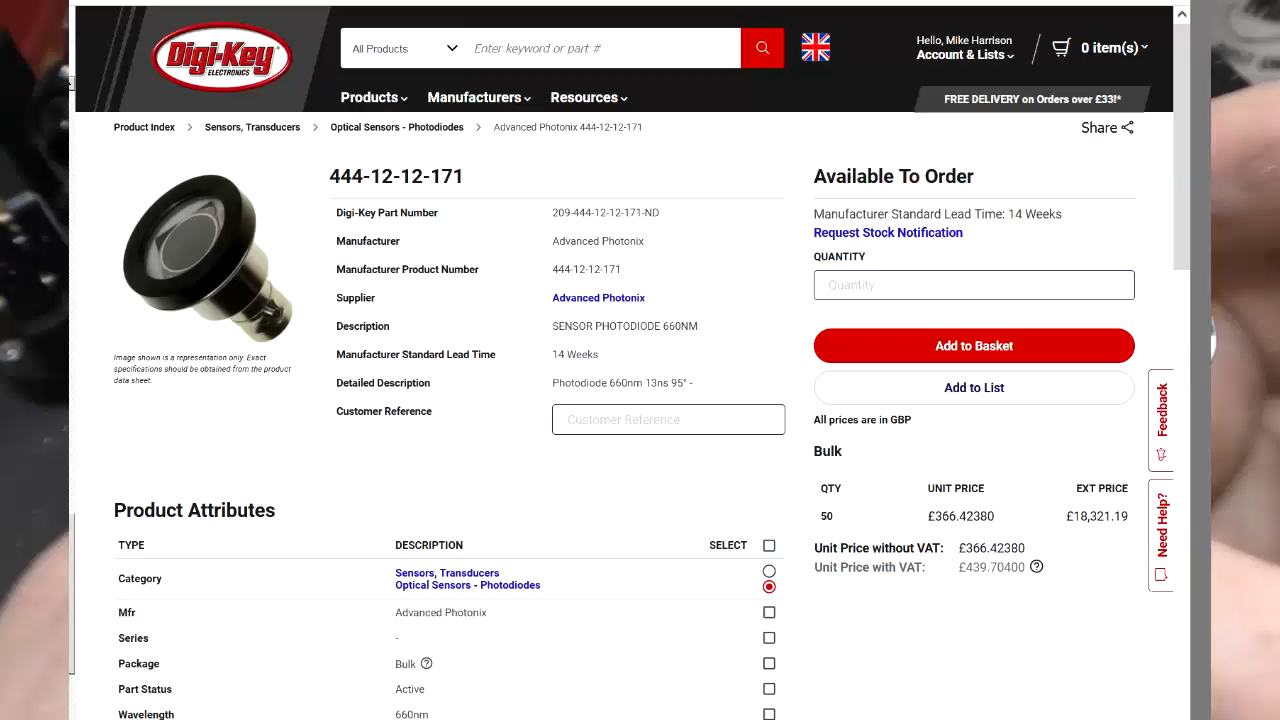 Digi-Key
ELECTRONICS
All Products
Enter keyword or part #
Hello, Mike Harrison
Account & Lists
0 item(s)
Products
Manufacturers
Resources
FREE DELIVERY on Orders over £33!*
Product Index > Sensors, Transducers > Optical Sensors - Photodiodes > Advanced Photonix 444-12-12-171
Share
Image shown is a representation only. Exact
specifications should be obtained from the product
data sheet.
444-12-12-171
Digi-Key Part Number 209-444-12-12-171-ND
Manufacturer Advanced Photonix
Manufacturer Product Number 444-12-12-171
Supplier Advanced Photonix
Description SENSOR PHOTODIODE 660NM
Manufacturer Standard Lead Time 14 Weeks
Detailed Description Photodiode 660nm 13ns 95° -
Customer Reference Customer Reference
Available To Order
Manufacturer Standard Lead Time: 14 Weeks
Request Stock Notification
QUANTITY
Quantity
Add to Basket
Add to List
All prices are in GBP
Bulk
QTY UNIT PRICE EXT PRICE
50 £366.42380 £18,321.19
Unit Price without VAT: £366.42380
Unit Price with VAT: £439.70400
Feedback
Need Help?
Product Attributes
TYPE DESCRIPTION SELECT
Category Sensors, Transducers
Optical Sensors - Photodiodes
Mfr Advanced Photonix
Series -
Package Bulk
Part Status Active
Wavelength 660nm